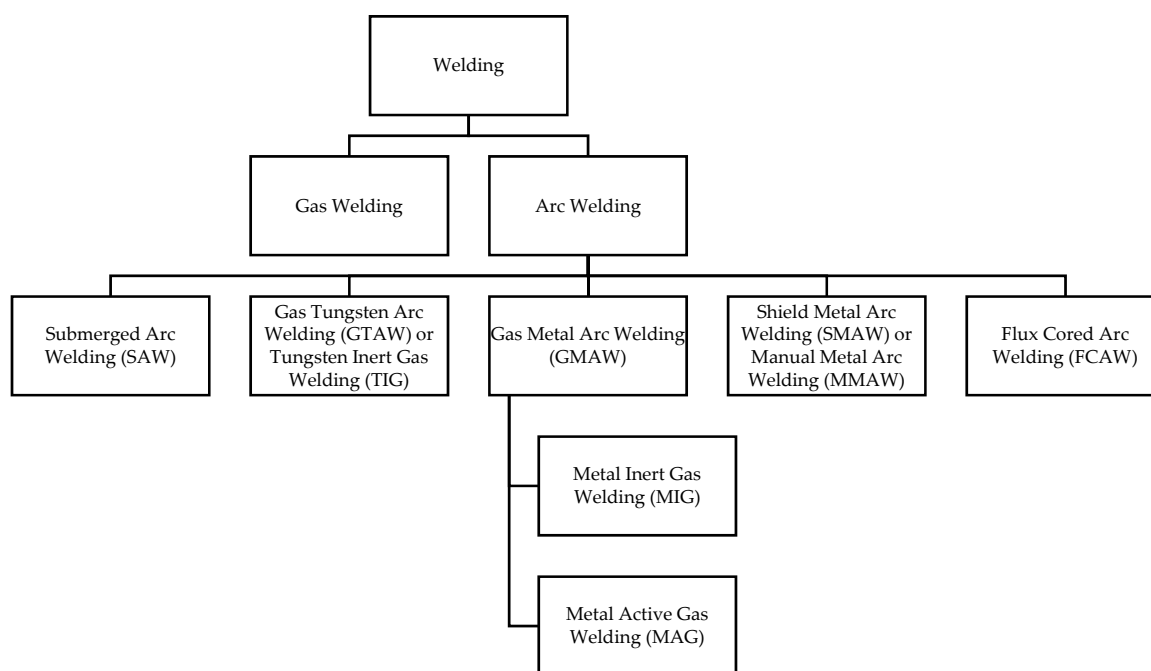 Welding
Gas Welding
Arc Welding
Submerged Arc
Welding (SAW)
Gas Tungsten Arc
Welding (GTAW) or
Tungsten Inert Gas
Welding (TIG)
Gas Metal Arc Welding
(GMAW)
Shield Metal Arc
Welding (SMAW) or
Manual Metal Arc
Welding (MMAW)
Flux Cored Arc
Welding (FCAW)
Metal Inert Gas
Welding (MIG)
Metal Active Gas
Welding (MAG)